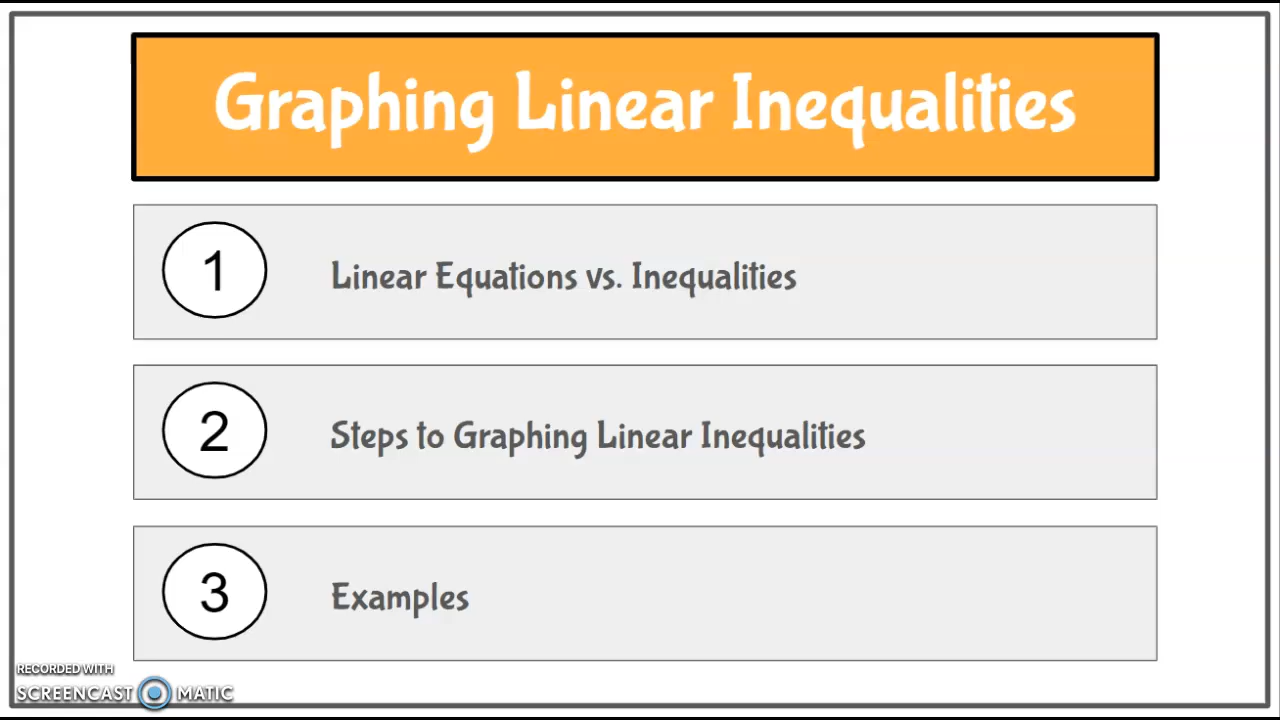 Graphing Linear Inequalities
1 Linear Equations vs. Inequalities
2 Steps to Graphing Linear Inequalities
3 Examples
RECORDED WITH
SCREENCAST MATIC